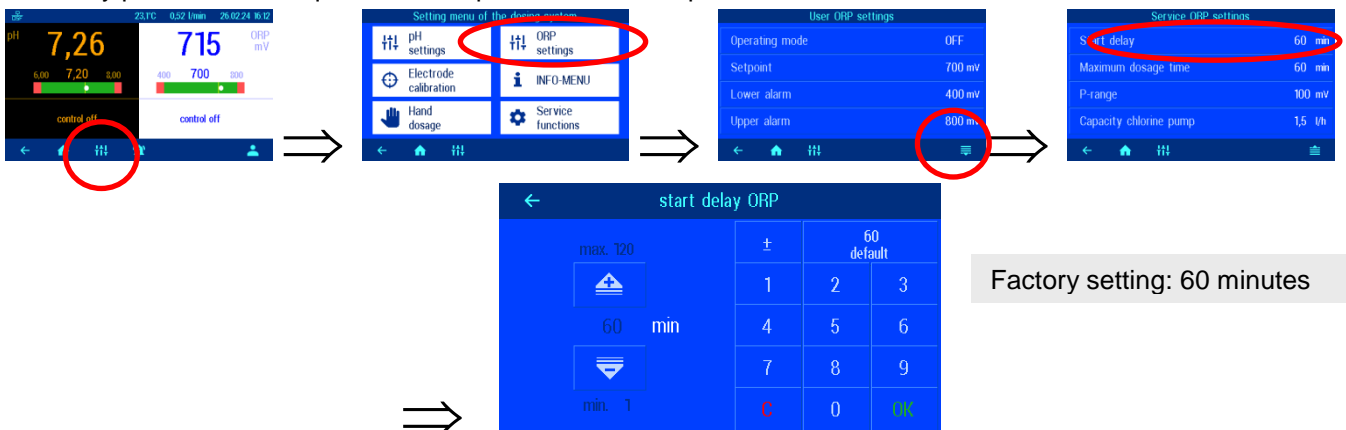 23,1°C 0,52 l/min 26.02.24 16:12
pH 7,26
6,00 7,20 8,00
control off
715 ORP mV
400 700 800
control off
Setting menu of the dosing system
pH settings
ORP settings
Electrode calibration
INFO-MENU
Hand dosage
Service functions
User ORP settings
Operating mode OFF
Setpoint 700 mV
Lower alarm 400 mV
Upper alarm 800 mV
Service ORP settings
Start delay 60 min
Maximum dosage time 60 min
P-range 100 mV
Capacity chlorine pump 1,5 l/h
start delay ORP
max. 120
60 min
min. 1
± 60 default
1 2 3
4 5 6
7 8 9
C 0 OK
Factory setting: 60 minutes